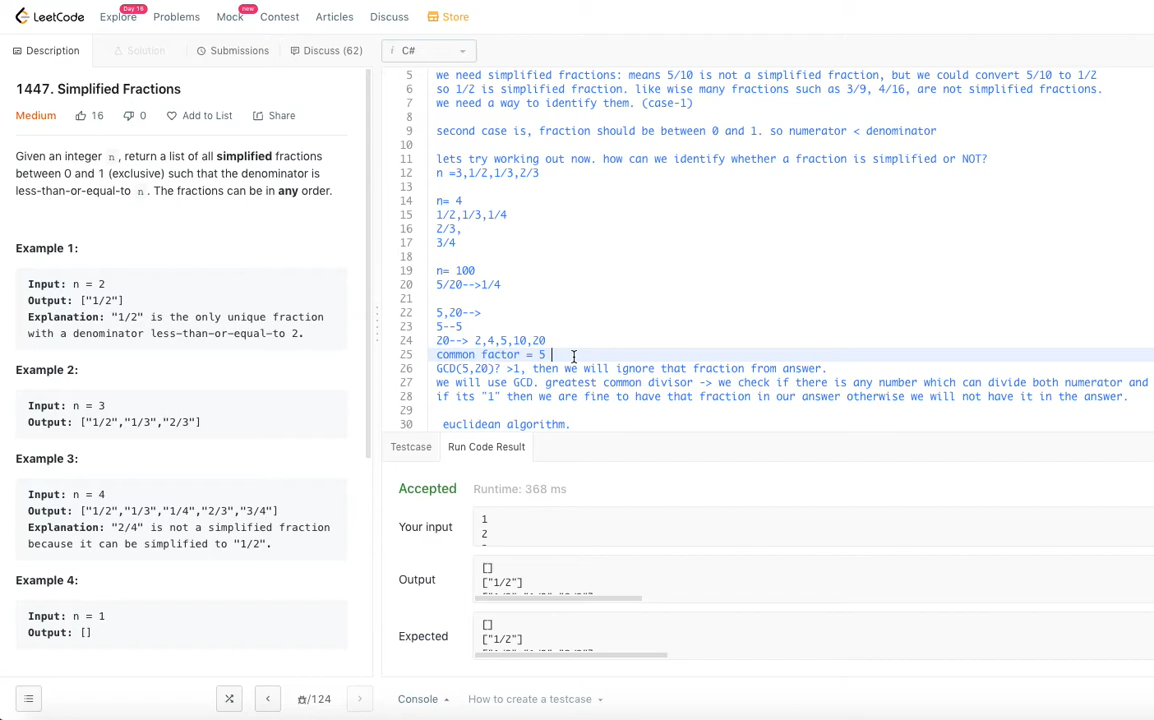 LeetCode
Explore
Day 16
Problems
Mock
new
Contest
Articles
Discuss
Store
Description
Solution
Submissions
Discuss (62)
i C#
1447. Simplified Fractions
Medium 16 0 Add to List Share
Given an integer n , return a list of all simplified fractions
between 0 and 1 (exclusive) such that the denominator is
less-than-or-equal-to n . The fractions can be in any order.
Example 1:
Input: n = 2
Output: ["1/2"]
Explanation: "1/2" is the only unique fraction
with a denominator less-than-or-equal-to 2.
Example 2:
Input: n = 3
Output: ["1/2","1/3","2/3"]
Example 3:
Input: n = 4
Output: ["1/2","1/3","1/4","2/3","3/4"]
Explanation: "2/4" is not a simplified fraction
because it can be simplified to "1/2".
Example 4:
Input: n = 1
Output: []
/124
5 we need simplified fractions: means 5/10 is not a simplified fraction, but we could convert 5/10 to 1/2
6 so 1/2 is simplified fraction. like wise many fractions such as 3/9, 4/16, are not simplified fractions.
7 we need a way to identify them. (case-1)
8
9 second case is, fraction should be between 0 and 1. so numerator < denominator
10
11 lets try working out now. how can we identify whether a fraction is simplified or NOT?
12 n =3,1/2,1/3,2/3
13
14 n= 4
15 1/2,1/3,1/4
16 2/3,
17 3/4
18
19 n= 100
20 5/20-->1/4
21
22 5,20-->
23 5--5
24 20--> 2,4,5,10,20
25 common factor = 5
26 GCD(5,20)? >1, then we will ignore that fraction from answer.
27 we will use GCD. greatest common divisor -> we check if there is any number which can divide both numerator and
28 if its "1" then we are fine to have that fraction in our answer otherwise we will not have it in the answer.
29
30 euclidean algorithm.
Testcase
Run Code Result
Accepted Runtime: 368 ms
Your input
1
2
Output
[]
["1/2"]
Expected
[]
["1/2"]
Console
How to create a testcase